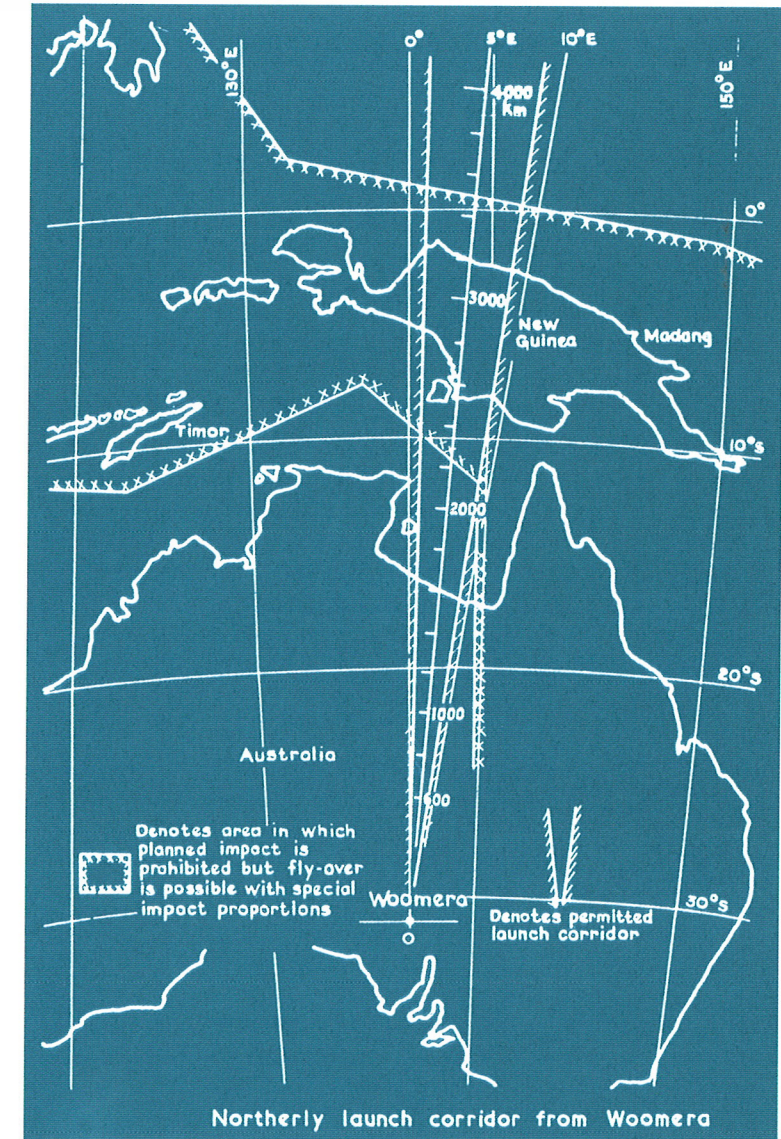 0°
5°E
10°E
130°E
150°E
4000
km
0°
3000
New
Guinea
Madang
Timor
10°S
2000
20°S
1000
Australia
Denotes area in which
planned impact is
prohibited but fly-over
is possible with special
impact proportions
Woomera
30°S
0
Denotes permitted
launch corridor
Northerly launch corridor from Woomera